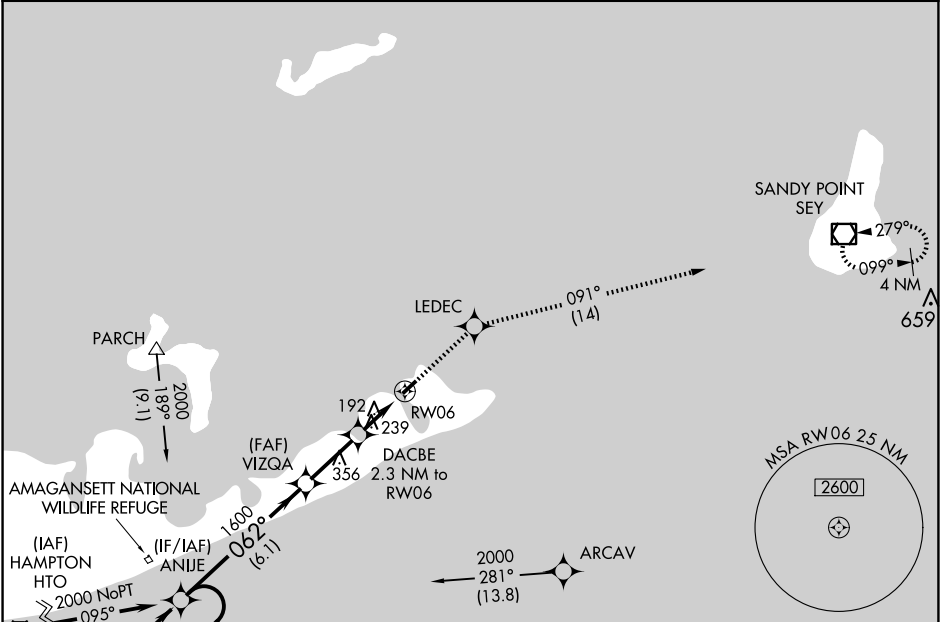 SANDY POINT
SEY
279°
099°
4 NM
659
LEDEC
091°
(14)
PARCH
2000
189°
(9.1)
192
RW06
239
(FAF)
VIZQA
356
DACBE
2.3 NM to
RW06
MSA RW06 25 NM
2600
AMAGANSETT NATIONAL
WILDLIFE REFUGE
1600
062°
(6.1)
(IAF)
HAMPTON
HTO
(IF/IAF)
ANIJE
2000 NoPT
095°
2000
281°
(13.8)
ARCAV